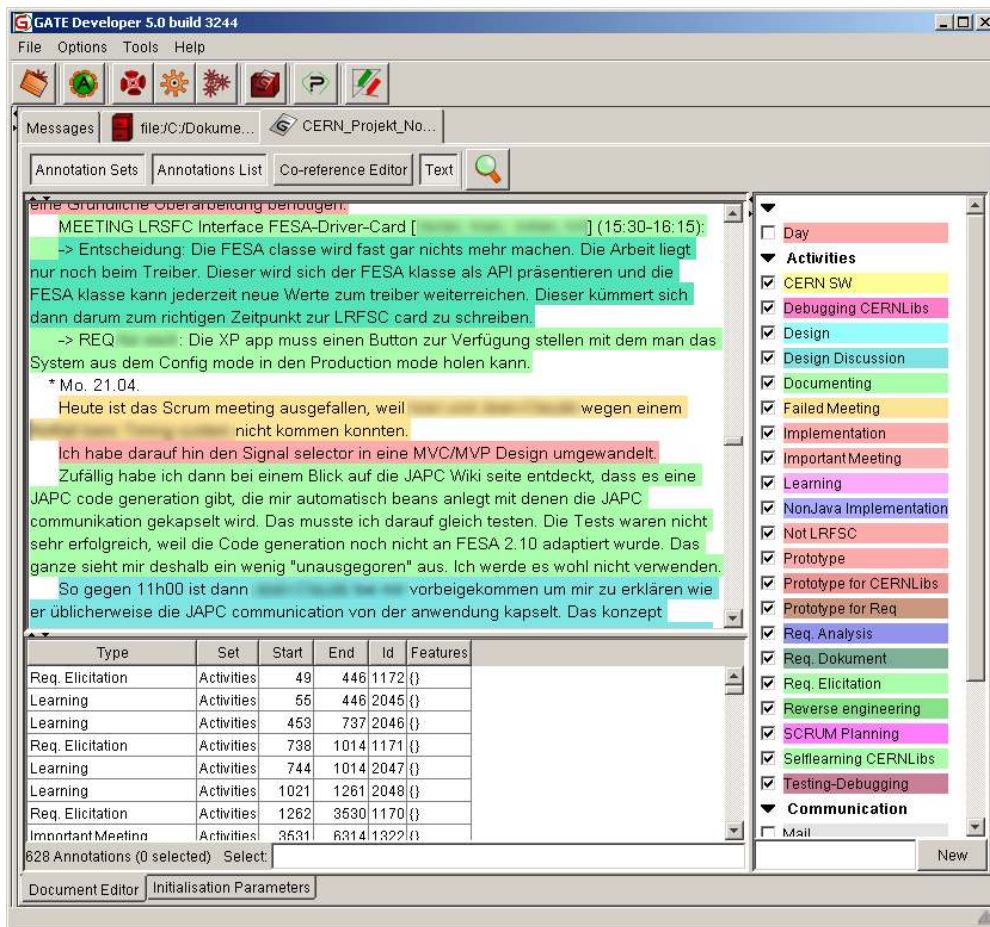 GATE Developer 5.0 build 3244
File Options Tools Help
Messages file:/C:/Dokume... CERN_Projekt_No...
Annotation Sets Annotations List Co-reference Editor Text
eine Gründliche Überarbeitung benötigen.
MEETING LRSFC Interface FESA-Driver-Card [ ] (15:30-16:15):
-> Entscheidung: Die FESA classe wird fast gar nichts mehr machen. Die Arbeit liegt
nur noch beim Treiber. Dieser wird sich der FESA klasse als API präsentieren und die
FESA klasse kann jederzeit neue Werte zum treiber weiterreichen. Dieser kümmert sich
dann darum zum richtigen Zeitpunkt zur LRFSC card zu schreiben.
-> REQ : Die XP app muss einen Button zur Verfügung stellen mit dem man das
System aus dem Config mode in den Production mode holen kann.
* Mo. 21.04.
Heute ist das Scrum meeting ausgefallen, weil wegen einem
nicht kommen konnten.
Ich habe darauf hin den Signal selector in eine MVC/MVP Design umgewandelt.
Zufällig habe ich dann bei einem Blick auf die JAPC Wiki seite entdeckt, dass es eine
JAPC code generation gibt, die mir automatisch beans anlegt mit denen die JAPC
communikation gekapselt wird. Das musste ich darauf gleich testen. Die Tests waren nicht
sehr erfolgreich, weil die Code generation noch nicht an FESA 2.10 adaptiert wurde. Das
ganze sieht mir deshalb ein wenig "unausgegoren" aus. Ich werde es wohl nicht verwenden.
So gegen 11h00 ist dann vorbeigekommen um mir zu erklären wie
er üblicherweise die JAPC communication von der anwendung kapselt. Das konzept
Type Set Start End Id Features
Req. Elicitation Activities 49 446 1172 {}
Learning Activities 55 446 2045 {}
Learning Activities 453 737 2046 {}
Req. Elicitation Activities 738 1014 1171 {}
Learning Activities 744 1014 2047 {}
Learning Activities 1021 1261 2048 {}
Req. Elicitation Activities 1262 3530 1170 {}
Important Meeting Activities 3531 6314 1322 {}
628 Annotations (0 selected) Select:
Document Editor Initialisation Parameters
Day
Activities
CERN SW
Debugging CERNLibs
Design
Design Discussion
Documenting
Failed Meeting
Implementation
Important Meeting
Learning
NonJava Implementation
Not LRFSC
Prototype
Prototype for CERNLibs
Prototype for Req
Req. Analysis
Req. Dokument
Req. Elicitation
Reverse engineering
SCRUM Planning
Selflearning CERNLibs
Testing-Debugging
Communication
Mail
New